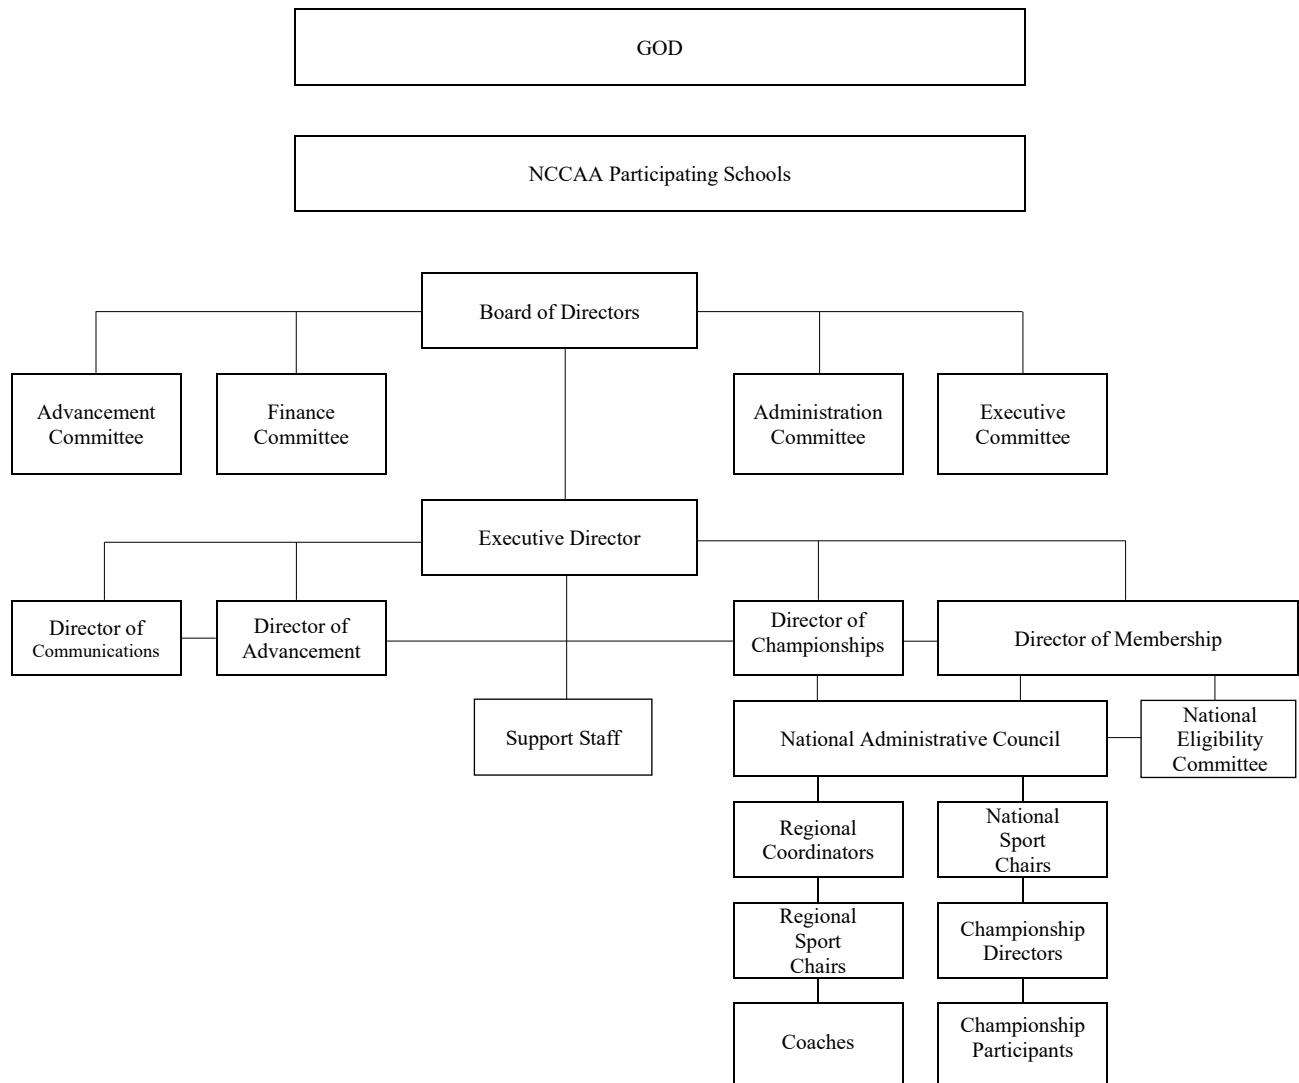 GOD
NCCAA Participating Schools
Board of Directors
Advancement
Committee
Finance
Committee
Administration
Committee
Executive
Committee
Executive Director
Director of
Communications
Director of
Advancement
Director of
Championships
Director of Membership
Support Staff
National Administrative Council
National
Eligibility
Committee
Regional
Coordinators
National
Sport
Chairs
Regional
Sport
Chairs
Championship
Directors
Coaches
Championship
Participants